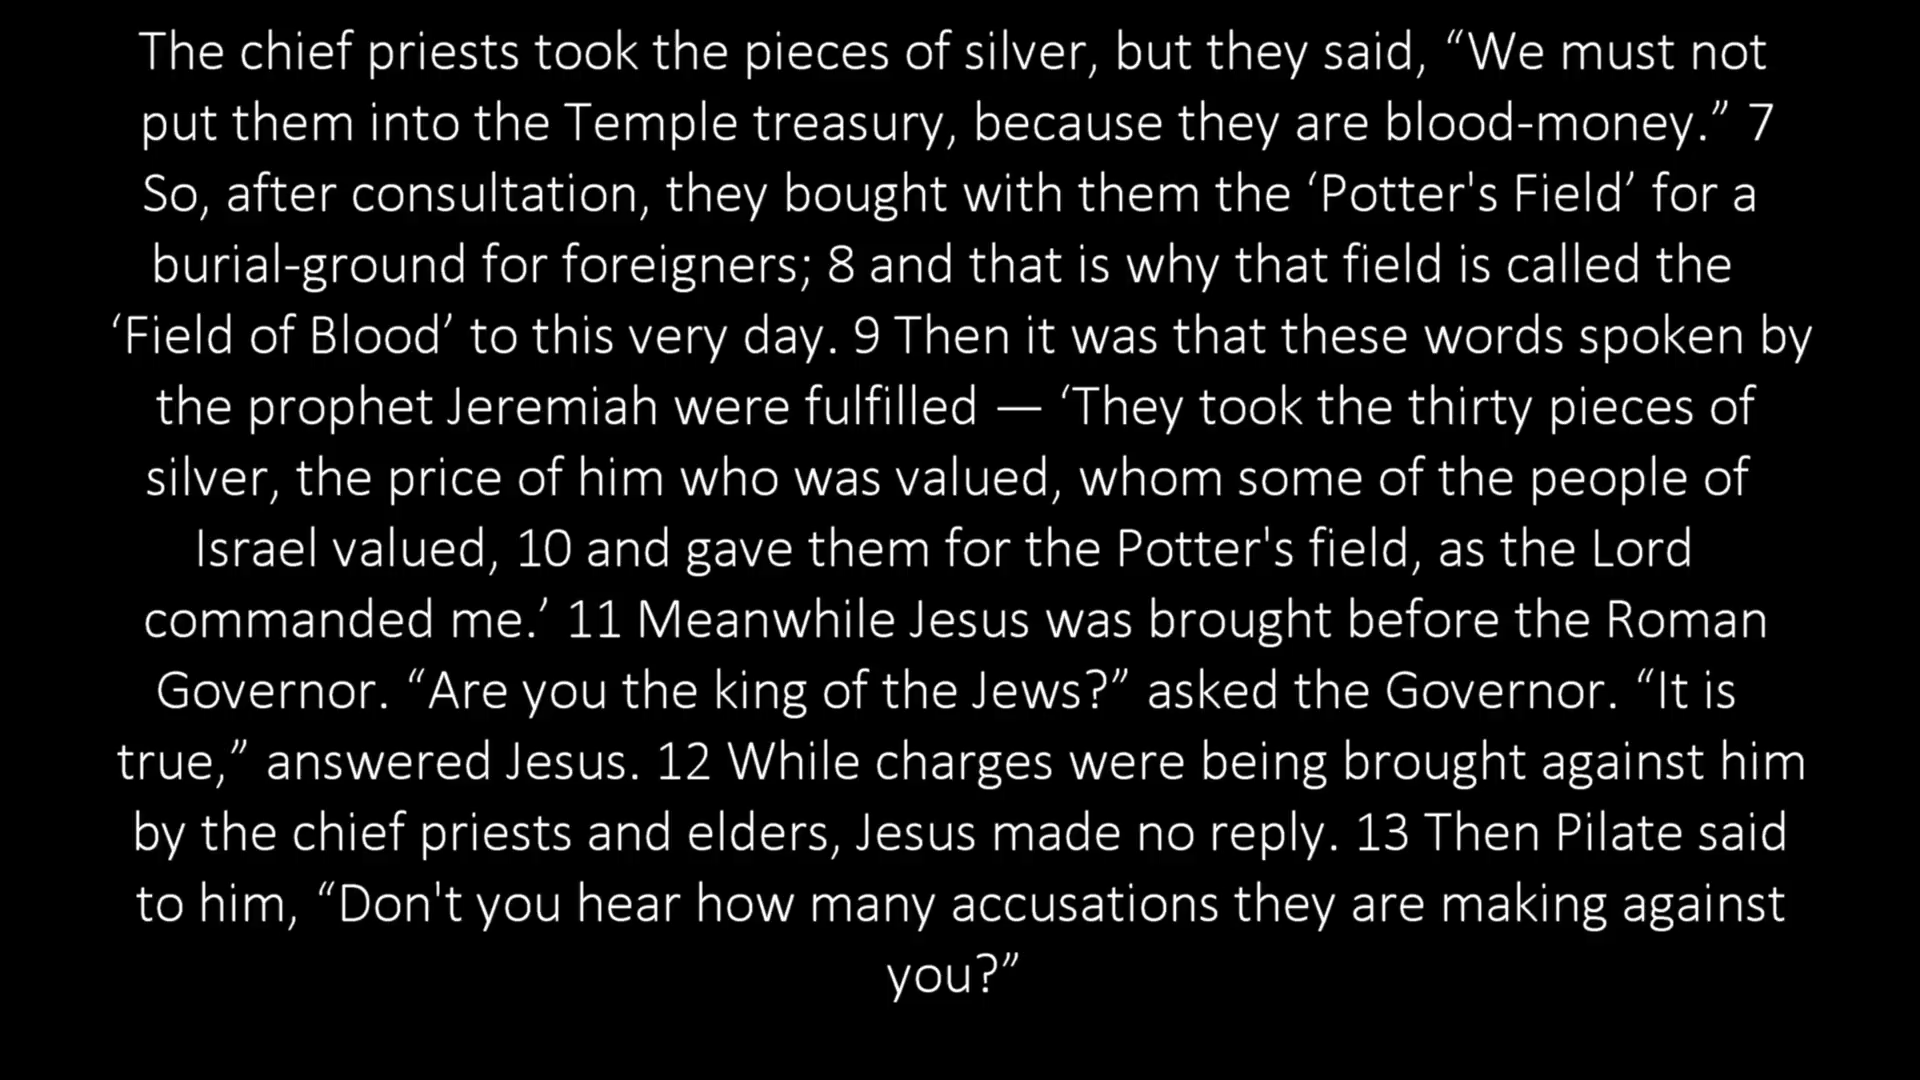 The chief priests took the pieces of silver, but they said, “We must not
put them into the Temple treasury, because they are blood-money.” 7
So, after consultation, they bought with them the ‘Potter's Field’ for a
burial-ground for foreigners; 8 and that is why that field is called the
‘Field of Blood’ to this very day. 9 Then it was that these words spoken by
the prophet Jeremiah were fulfilled — ‘They took the thirty pieces of
silver, the price of him who was valued, whom some of the people of
Israel valued, 10 and gave them for the Potter's field, as the Lord
commanded me.’ 11 Meanwhile Jesus was brought before the Roman
Governor. “Are you the king of the Jews?” asked the Governor. “It is
true,” answered Jesus. 12 While charges were being brought against him
by the chief priests and elders, Jesus made no reply. 13 Then Pilate said
to him, “Don't you hear how many accusations they are making against
you?”